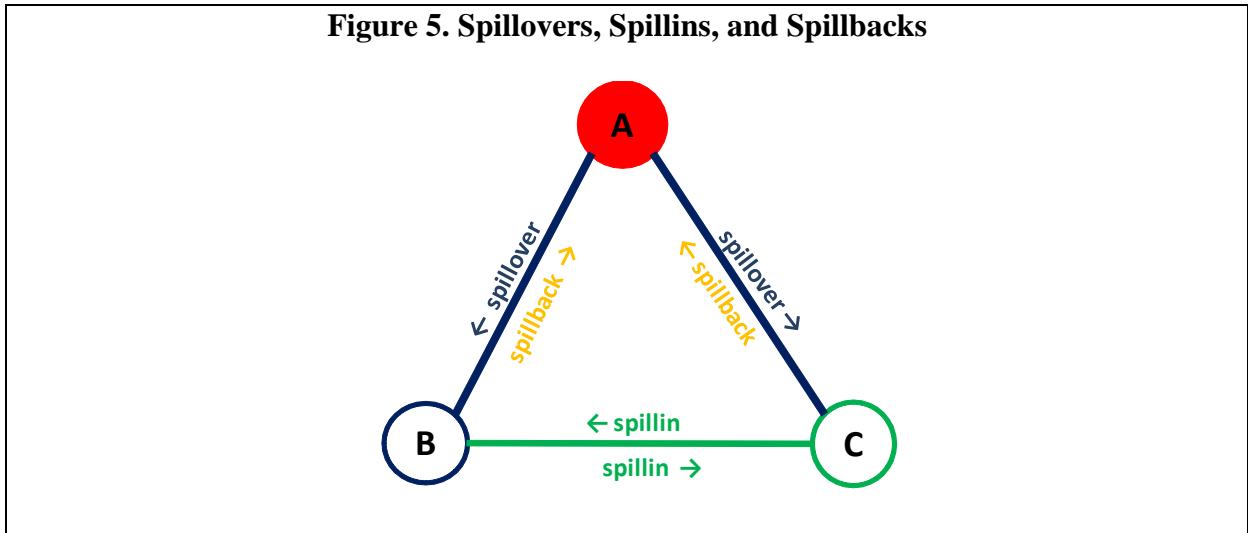 Figure 5. Spillovers, Spillins, and Spillbacks
A
← spillover
spillback →
← spillback
spillover →
← spillin
B
C
spillin →